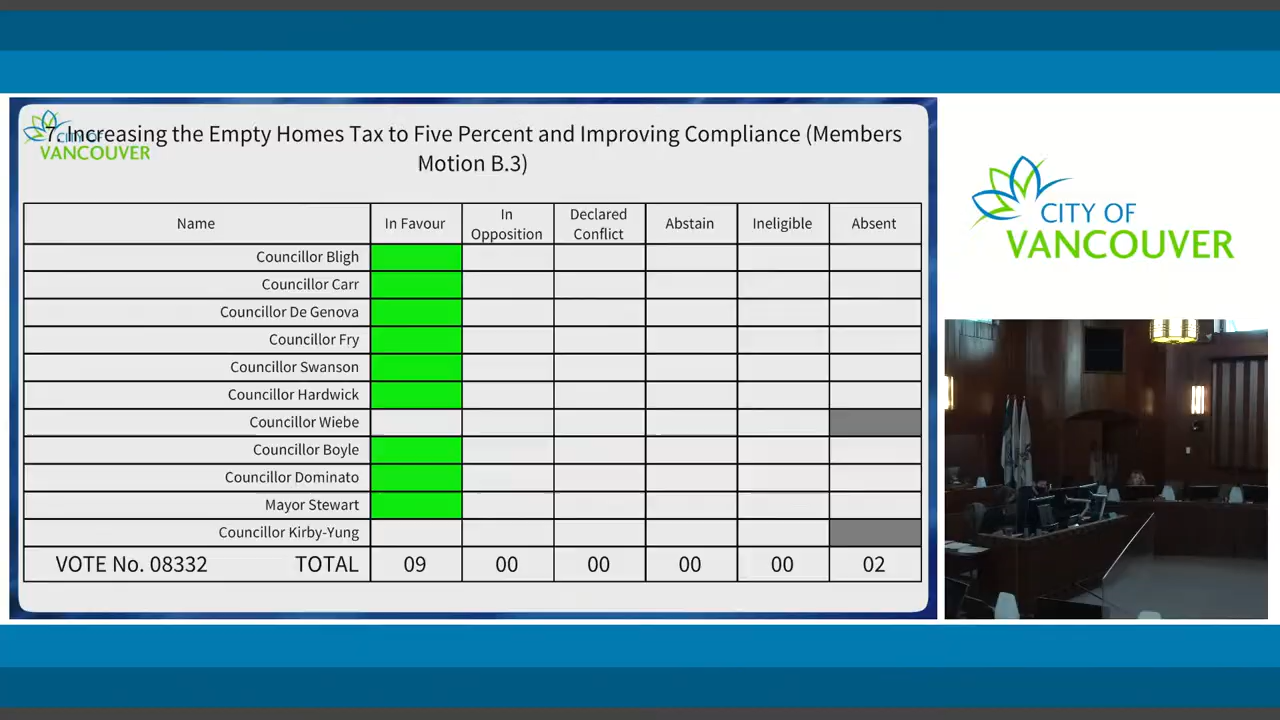 7. Increasing the Empty Homes Tax to Five Percent and Improving Compliance (Members
Motion B.3)
CITY OF
VANCOUVER
Name In Favour In Opposition Declared Conflict Abstain Ineligible Absent
Councillor Bligh
Councillor Carr
Councillor De Genova
Councillor Fry
Councillor Swanson
Councillor Hardwick
Councillor Wiebe
Councillor Boyle
Councillor Dominato
Mayor Stewart
Councillor Kirby-Yung
VOTE No. 08332 TOTAL 09 00 00 00 00 02
CITY OF
VANCOUVER